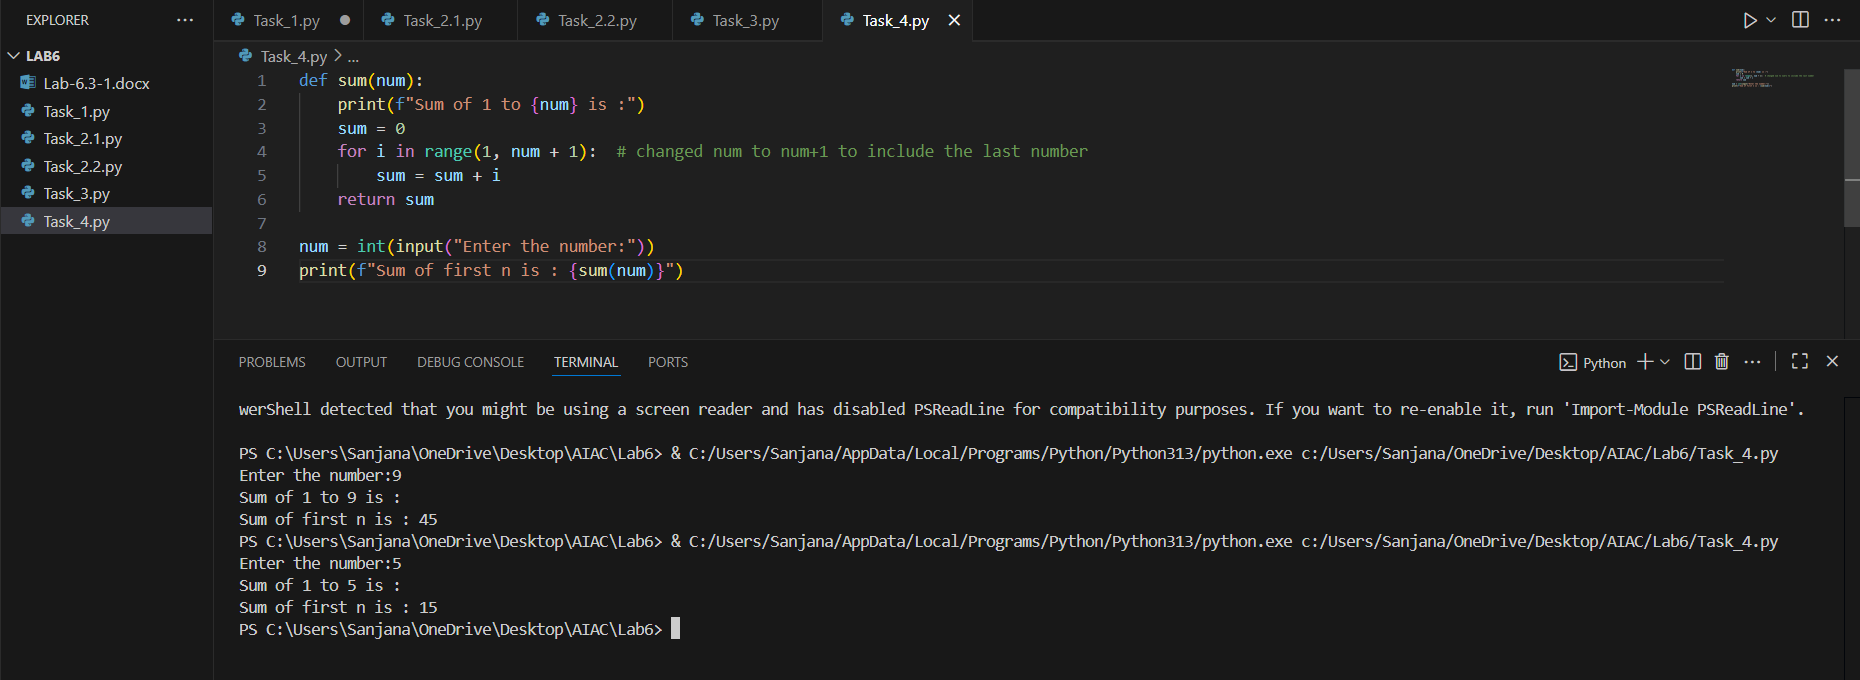 EXPLORER
LAB6
Lab-6.3-1.docx
Task_1.py
Task_2.1.py
Task_2.2.py
Task_3.py
Task_4.py
Task_1.py Task_2.1.py Task_2.2.py Task_3.py Task_4.py
Task_4.py > ...
1 def sum(num):
2     print(f"Sum of 1 to {num} is :")
3     sum = 0
4     for i in range(1, num + 1):  # changed num to num+1 to include the last number
5         sum = sum + i
6     return sum
7
8 num = int(input("Enter the number:"))
9 print(f"Sum of first n is : {sum(num)}")
PROBLEMS OUTPUT DEBUG CONSOLE TERMINAL PORTS Python
werShell detected that you might be using a screen reader and has disabled PSReadLine for compatibility purposes. If you want to re-enable it, run 'Import-Module PSReadLine'.
PS C:\Users\Sanjana\OneDrive\Desktop\AIAC\Lab6> & C:/Users/Sanjana/AppData/Local/Programs/Python/Python313/python.exe c:/Users/Sanjana/OneDrive/Desktop/AIAC/Lab6/Task_4.py
Enter the number:9
Sum of 1 to 9 is :
Sum of first n is : 45
PS C:\Users\Sanjana\OneDrive\Desktop\AIAC\Lab6> & C:/Users/Sanjana/AppData/Local/Programs/Python/Python313/python.exe c:/Users/Sanjana/OneDrive/Desktop/AIAC/Lab6/Task_4.py
Enter the number:5
Sum of 1 to 5 is :
Sum of first n is : 15
PS C:\Users\Sanjana\OneDrive\Desktop\AIAC\Lab6>